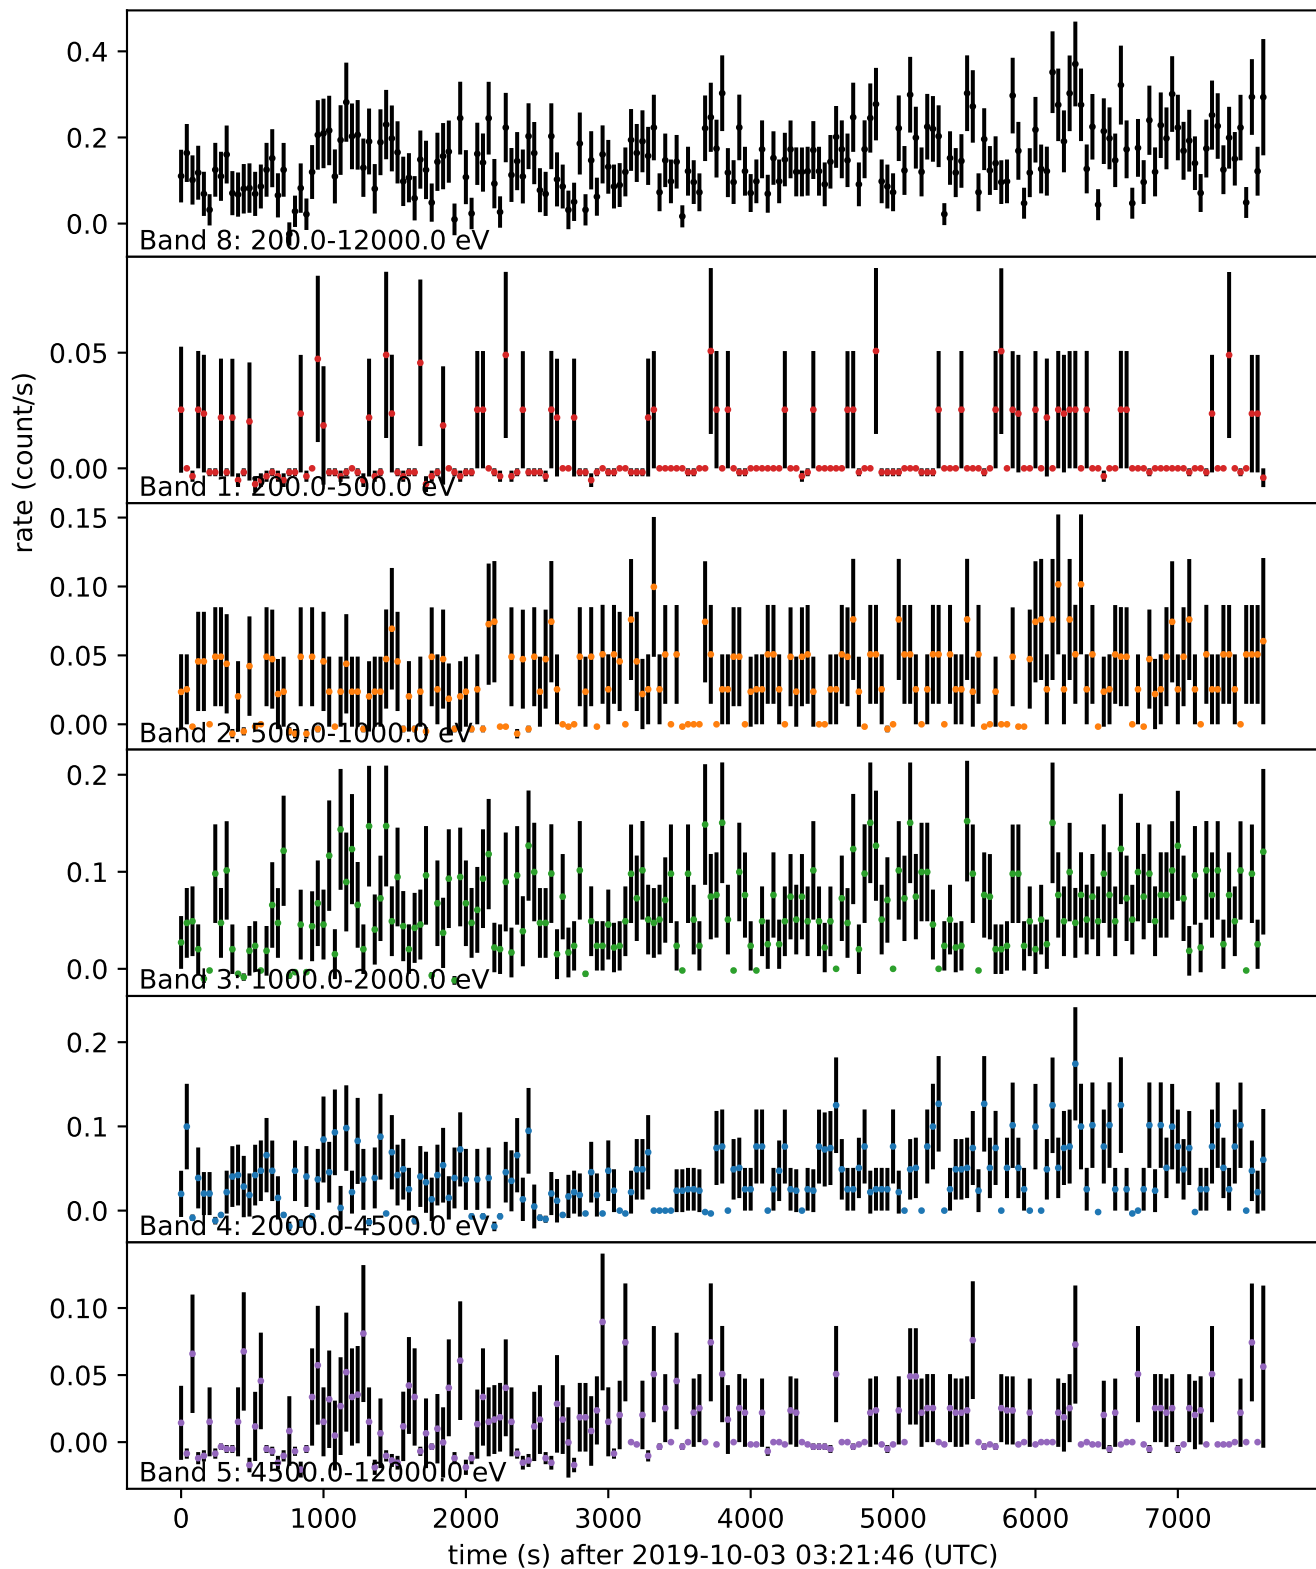 0.4
0.2
0.0
Band 8: 200.0-12000.0 eV
0.05
0.00
Band 1: 200.0-500.0 eV
rate (count/s)
0.15
0.10
0.05
0.00
Band 2: 500.0-1000.0 eV
0.2
0.1
0.0
Band 3: 1000.0-2000.0 eV
0.2
0.1
0.0
Band 4: 2000.0-4500.0 eV
0.10
0.05
0.00
Band 5: 4500.0-12000.0 eV
0 1000 2000 3000 4000 5000 6000 7000
time (s) after 2019-10-03 03:21:46 (UTC)